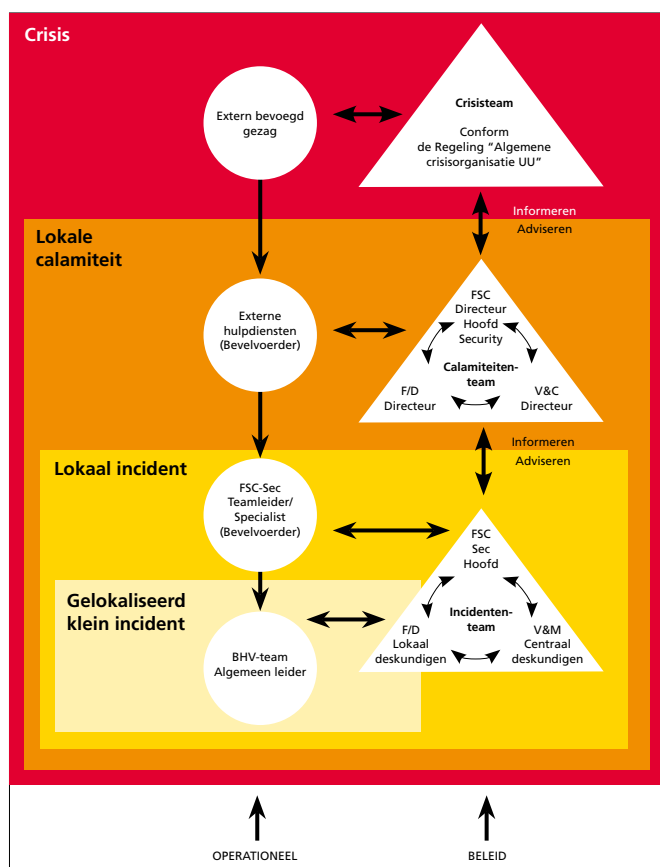 Crisis
Extern bevoegd
gezag
Crisisteam
Conform
de Regeling “Algemene
crisisorganisatie UU”
Informeren
Adviseren
Lokale
calamiteit
Externe
hulpdiensten
(Bevelvoerder)
FSC
Directeur
Hoofd
Security
Calamiteiten-
team
F/D
Directeur
V&C
Directeur
Informeren
Adviseren
Lokaal incident
FSC-Sec
Teamleider/
Specialist
(Bevelvoerder)
FSC
Sec
Hoofd
Gelokaliseerd
klein incident
BHV-team
Algemeen leider
Incidenten-
team
F/D
Lokaal
deskundigen
V&M
Centraal
deskundigen
OPERATIONEEL
BELEID